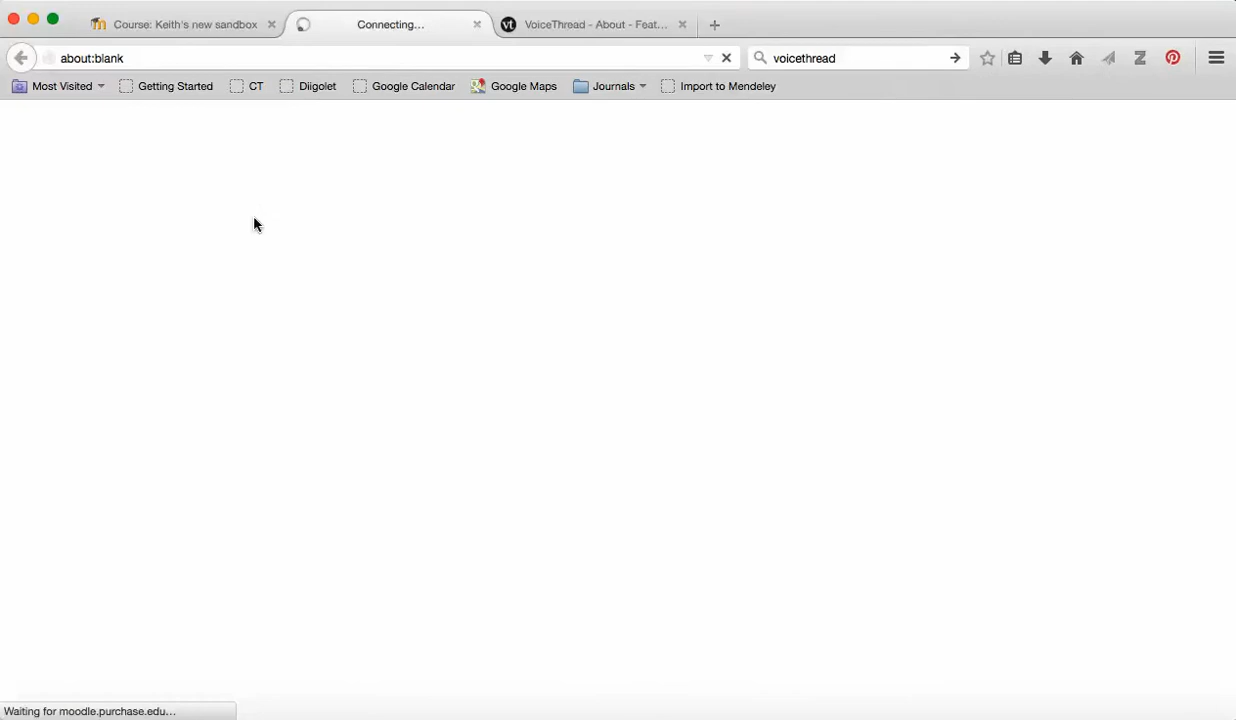 Course: Keith's new sandbox
Connecting...
vt VoiceThread - About - Feat...
about:blank
voicethread
Z
Most Visited
Getting Started
CT
Diigolet
Google Calendar
Google Maps
Journals
Import to Mendeley
Waiting for moodle.purchase.edu...